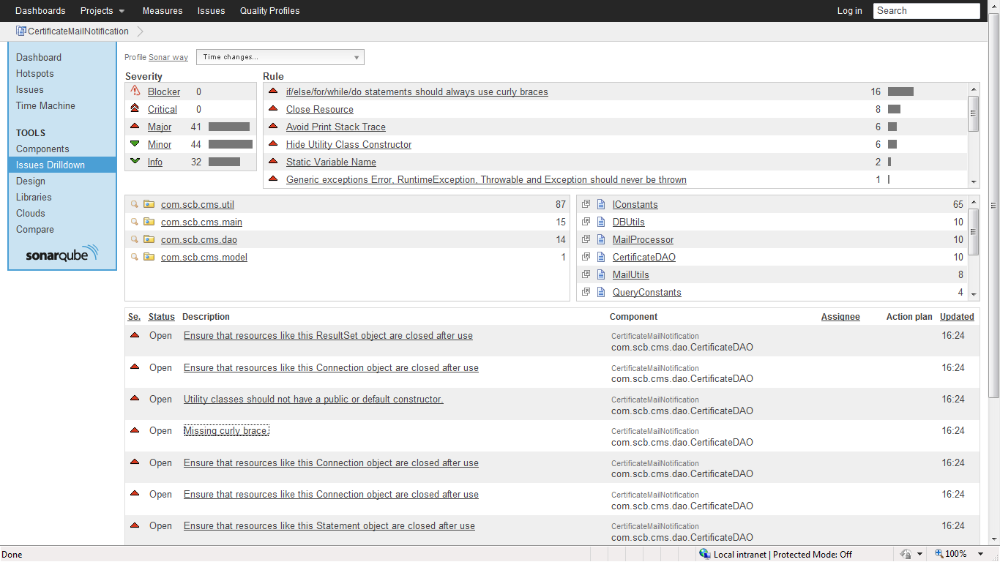 Dashboards Projects Measures Issues Quality Profiles Log in Search
CertificateMailNotification
Dashboard
Hotspots
Issues
Time Machine
TOOLS
Components
Issues Drilldown
Design
Libraries
Clouds
Compare
sonarqube
Profile Sonar way Time changes...
Severity
Blocker 0
Critical 0
Major 41
Minor 44
Info 32
Rule
if/else/for/while/do statements should always use curly braces 16
Close Resource 8
Avoid Print Stack Trace 6
Hide Utility Class Constructor 6
Static Variable Name 2
Generic exceptions Error, RuntimeException, Throwable and Exception should never be thrown 1
com.scb.cms.util 87
com.scb.cms.main 15
com.scb.cms.dao 14
com.scb.cms.model 1
IConstants 65
DBUtils 10
MailProcessor 10
CertificateDAO 10
MailUtils 8
QueryConstants 4
Se. Status Description Component Assignee Action plan Updated
Open Ensure that resources like this ResultSet object are closed after use CertificateMailNotification 16:24
com.scb.cms.dao.CertificateDAO
Open Ensure that resources like this Connection object are closed after use CertificateMailNotification 16:24
com.scb.cms.dao.CertificateDAO
Open Utility classes should not have a public or default constructor. CertificateMailNotification 16:24
com.scb.cms.dao.CertificateDAO
Open Missing curly brace. CertificateMailNotification 16:24
com.scb.cms.dao.CertificateDAO
Open Ensure that resources like this Connection object are closed after use CertificateMailNotification 16:24
com.scb.cms.dao.CertificateDAO
Open Ensure that resources like this Connection object are closed after use CertificateMailNotification 16:24
com.scb.cms.dao.CertificateDAO
Open Ensure that resources like this Statement object are closed after use CertificateMailNotification 16:24
com.scb.cms.dao.CertificateDAO
Done Local intranet | Protected Mode: Off 100%